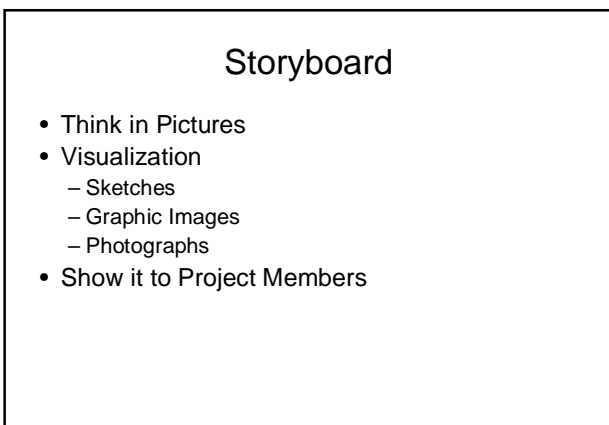 Storyboard
• Think in Pictures
• Visualization
– Sketches
– Graphic Images
– Photographs
• Show it to Project Members